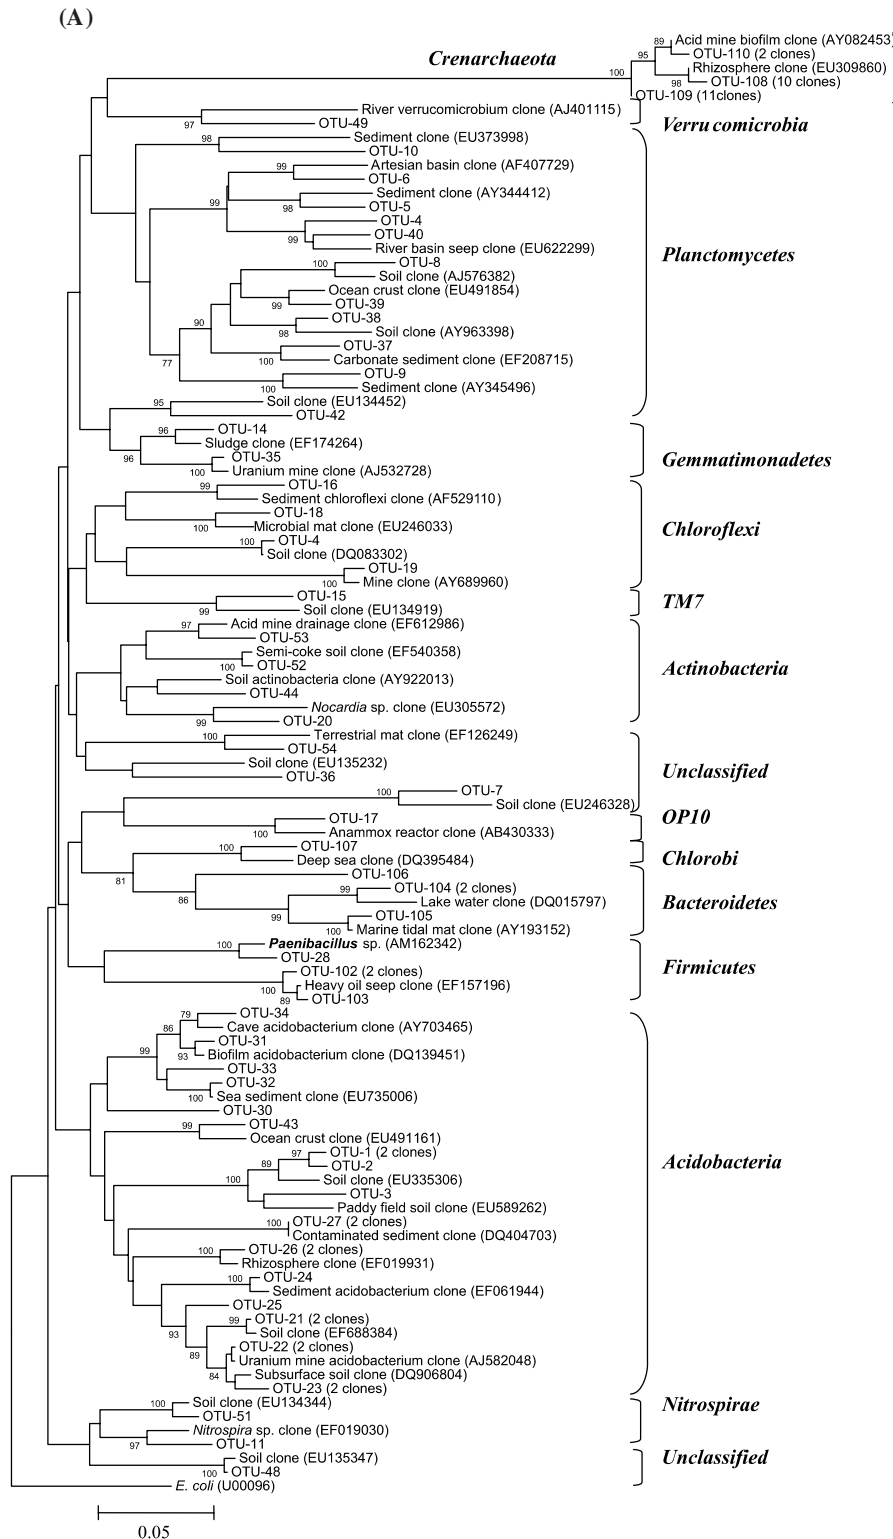 (A)
Crenarchaeota
89
Acid mine biofilm clone (AY082453)
95
OTU-110 (2 clones)
Rhizosphere clone (EU309860)
100
98
OTU-108 (10 clones)
OTU-109 (11clones)
River verrucomicrobium clone (AJ401115)
97
OTU-49
Verrucomicrobia
98
Sediment clone (EU373998)
OTU-10
99
Artesian basin clone (AF407729)
OTU-6
99
Sediment clone (AY344412)
98
OTU-5
OTU-4
99
OTU-40
River basin seep clone (EU622299)
Planctomycetes
100
OTU-8
Soil clone (AJ576382)
Ocean crust clone (EU491854)
99
OTU-39
90
OTU-38
98
Soil clone (AY963398)
OTU-37
77
100
Carbonate sediment clone (EF208715)
OTU-9
100
Sediment clone (AY345496)
95
Soil clone (EU134452)
OTU-42
96
OTU-14
Sludge clone (EF174264)
96
OTU-35
100
Uranium mine clone (AJ532728)
Gemmatimonadetes
99
OTU-16
Sediment chloroflexi clone (AF529110)
OTU-18
100
Microbial mat clone (EU246033)
Chloroflexi
100
OTU-4
Soil clone (DQ083302)
OTU-19
100
Mine clone (AY689960)
OTU-15
99
Soil clone (EU134919)
TM7
97
Acid mine drainage clone (EF612986)
OTU-53
Semi-coke soil clone (EF540358)
100
OTU-52
Actinobacteria
Soil actinobacteria clone (AY922013)
OTU-44
Nocardia sp. clone (EU305572)
99
OTU-20
100
Terrestrial mat clone (EF126249)
OTU-54
Soil clone (EU135232)
OTU-36
Unclassified
100
OTU-7
Soil clone (EU246328)
OTU-17
100
Anammox reactor clone (AB430333)
OP10
100
OTU-107
Deep sea clone (DQ395484)
Chlorobi
81
OTU-106
86
99
OTU-104 (2 clones)
Lake water clone (DQ015797)
99
OTU-105
100
Marine tidal mat clone (AY193152)
Bacteroidetes
100
Paenibacillus sp. (AM162342)
OTU-28
OTU-102 (2 clones)
100
Heavy oil seep clone (EF157196)
89
OTU-103
Firmicutes
79
OTU-34
86
Cave acidobacterium clone (AY703465)
99
OTU-31
93
Biofilm acidobacterium clone (DQ139451)
OTU-33
OTU-32
100
Sea sediment clone (EU735006)
OTU-30
99
OTU-43
Ocean crust clone (EU491161)
97
OTU-1 (2 clones)
89
OTU-2
100
Soil clone (EU335306)
OTU-3
Paddy field soil clone (EU589262)
Acidobacteria
100
OTU-27 (2 clones)
Contaminated sediment clone (DQ404703)
100
OTU-26 (2 clones)
Rhizosphere clone (EF019931)
100
OTU-24
Sediment acidobacterium clone (EF061944)
OTU-25
93
99
OTU-21 (2 clones)
Soil clone (EF688384)
89
OTU-22 (2 clones)
Uranium mine acidobacterium clone (AJ582048)
84
Subsurface soil clone (DQ906804)
OTU-23 (2 clones)
100
Soil clone (EU134344)
OTU-51
Nitrospira sp. clone (EF019030)
97
OTU-11
Nitrospirae
Soil clone (EU135347)
100
OTU-48
Unclassified
E. coli (U00096)
0.05